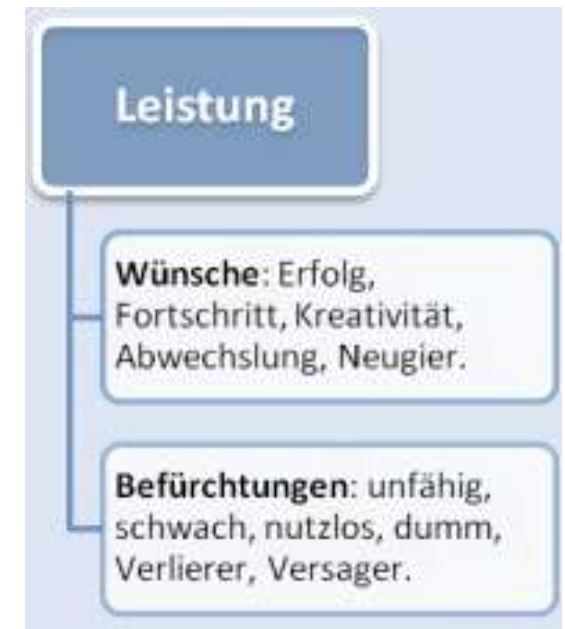 Leistung
Wünsche: Erfolg,
Fortschritt, Kreativität,
Abwechslung, Neugier.
Befürchtungen: unfähig,
schwach, nutzlos, dumm,
Verlierer, Versager.